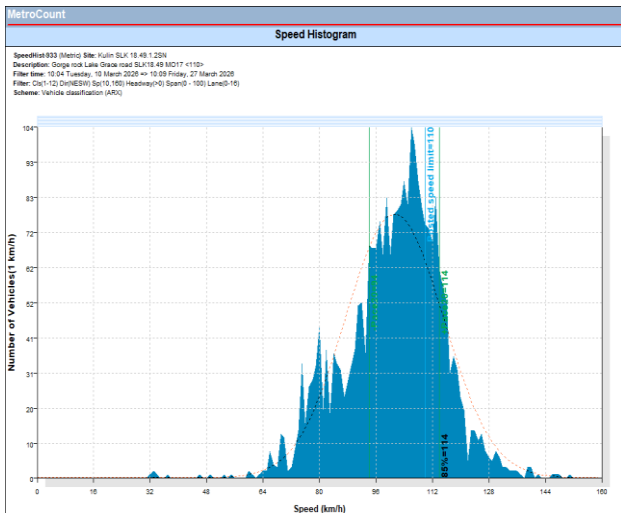 MetroCount
Speed Histogram
SpeedHist-933 (Metric) Site: Kulin SLK 18.49.1.2SN
Description: Gorge rock Lake Grace road SLK18.49 MO17 <110>
Filter time: 10:04 Tuesday, 10 March 2026 => 10:09 Friday, 27 March 2026
Filter: Cls(1-12) Dir(NESW) Sp(10,160) Headway(>0) Span(0 - 100) Lane(0-16)
Scheme: Vehicle classification (ARX)
104
93
83
72
62
52
41
31
20
10
0
Number of Vehicles(1 km/h)
speed limit=110
=114
85%=114
0 16 32 48 64 80 96 112 128 144 160
Speed (km/h)